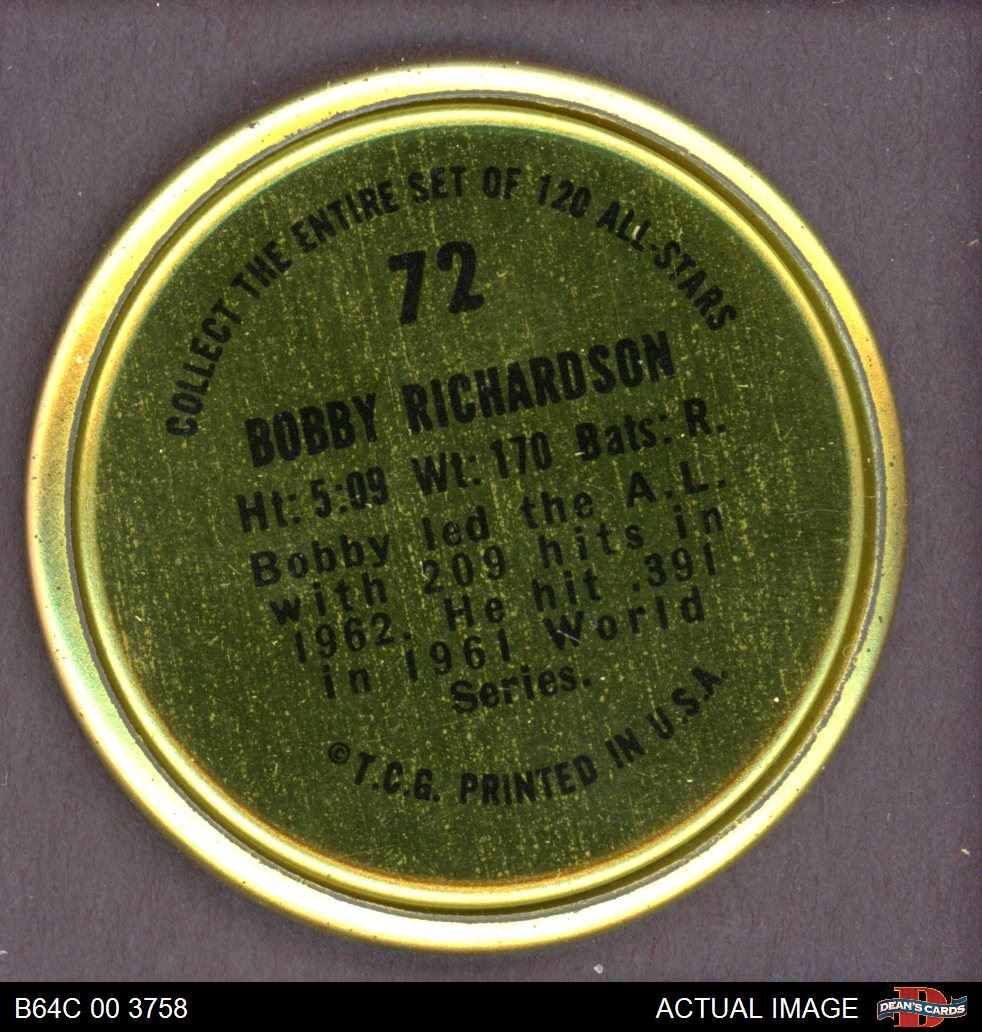 COLLECT THE ENTIRE SET OF 120 ALL-STARS
72
BOBBY RICHARDSON
Ht: 5:09 Wt: 170 Bats: R.
Bobby led the A.L.
with 209 hits in
1962. He hit .391
in 1961 World
Series.
© T.C.G. PRINTED IN U.S.A.
B64C 00 3758
ACTUAL IMAGE
DEAN'S CARDS